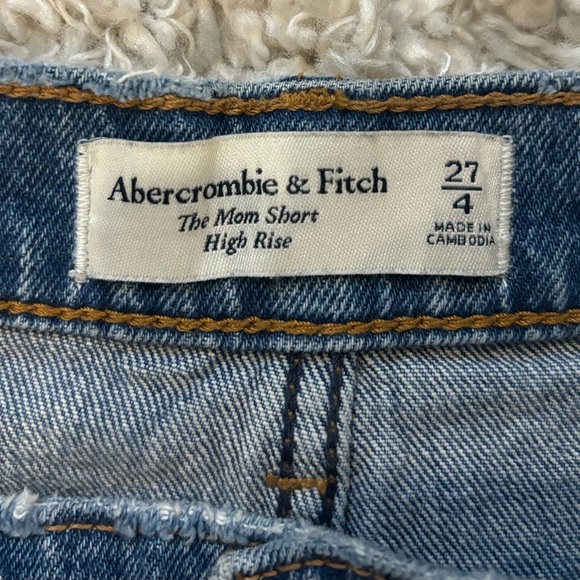 Abercrombie & Fitch
The Mom Short
High Rise
27
4
MADE IN
CAMBODIA